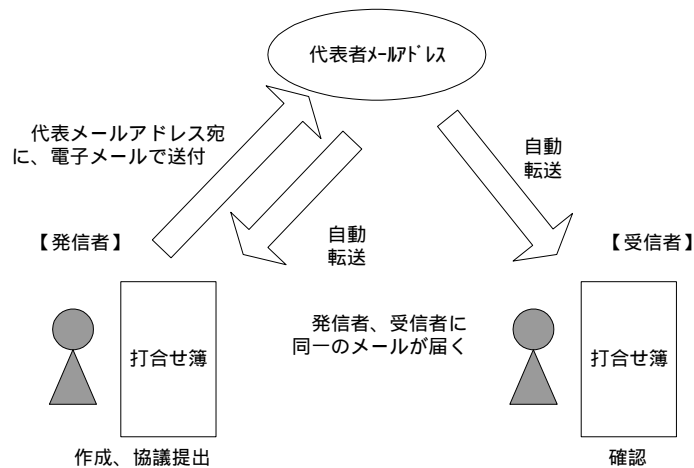 代表者ﾒｰﾙｱﾄﾞﾚｽ
代表メールアドレス宛
に、電子メールで送付
自動
転送
自動
転送
【発信者】
【受信者】
発信者、受信者に
同一のメールが届く
打合せ簿
打合せ簿
作成、協議提出
確認